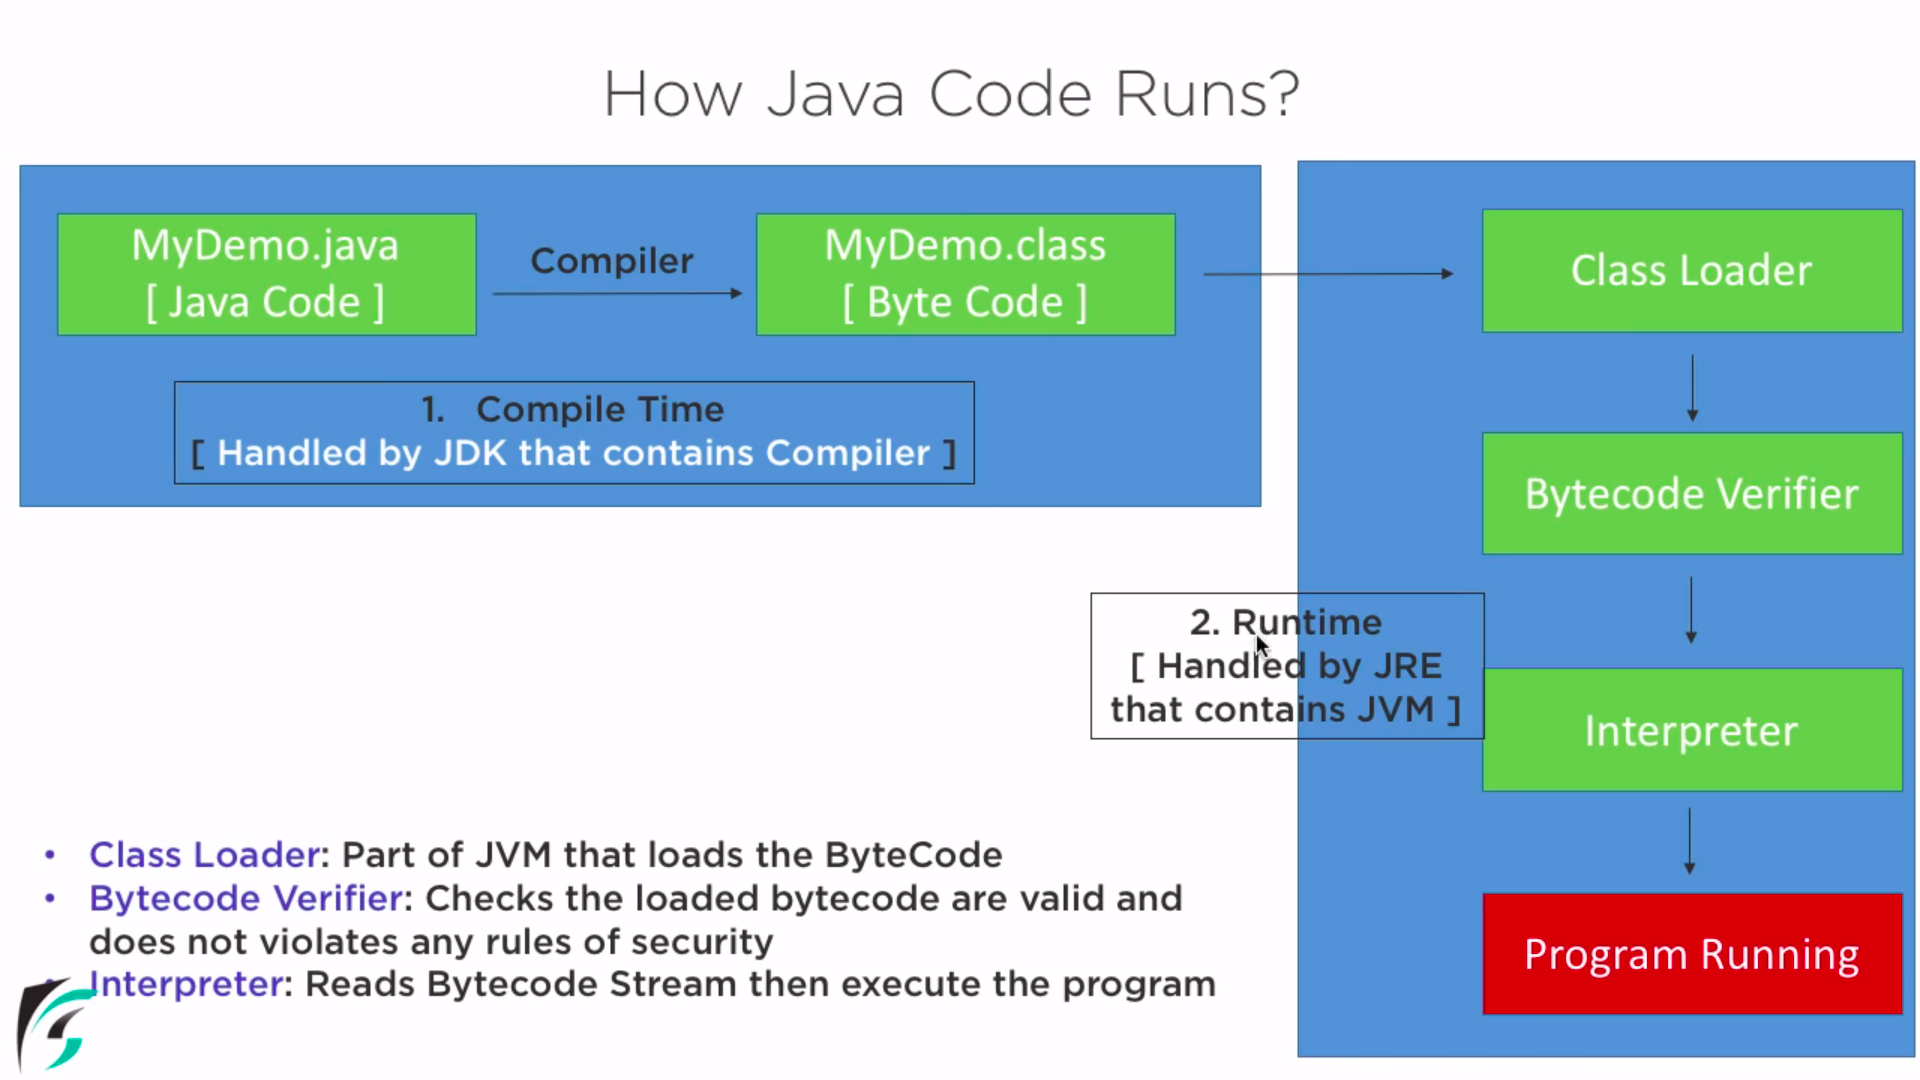 How Java Code Runs?
MyDemo.java
[ Java Code ]
Compiler
MyDemo.class
[ Byte Code ]
1. Compile Time
[ Handled by JDK that contains Compiler ]
Class Loader
Bytecode Verifier
2. Runtime
[ Handled by JRE
that contains JVM ]
Interpreter
Program Running
• Class Loader: Part of JVM that loads the ByteCode
• Bytecode Verifier: Checks the loaded bytecode are valid and
does not violates any rules of security
• Interpreter: Reads Bytecode Stream then execute the program